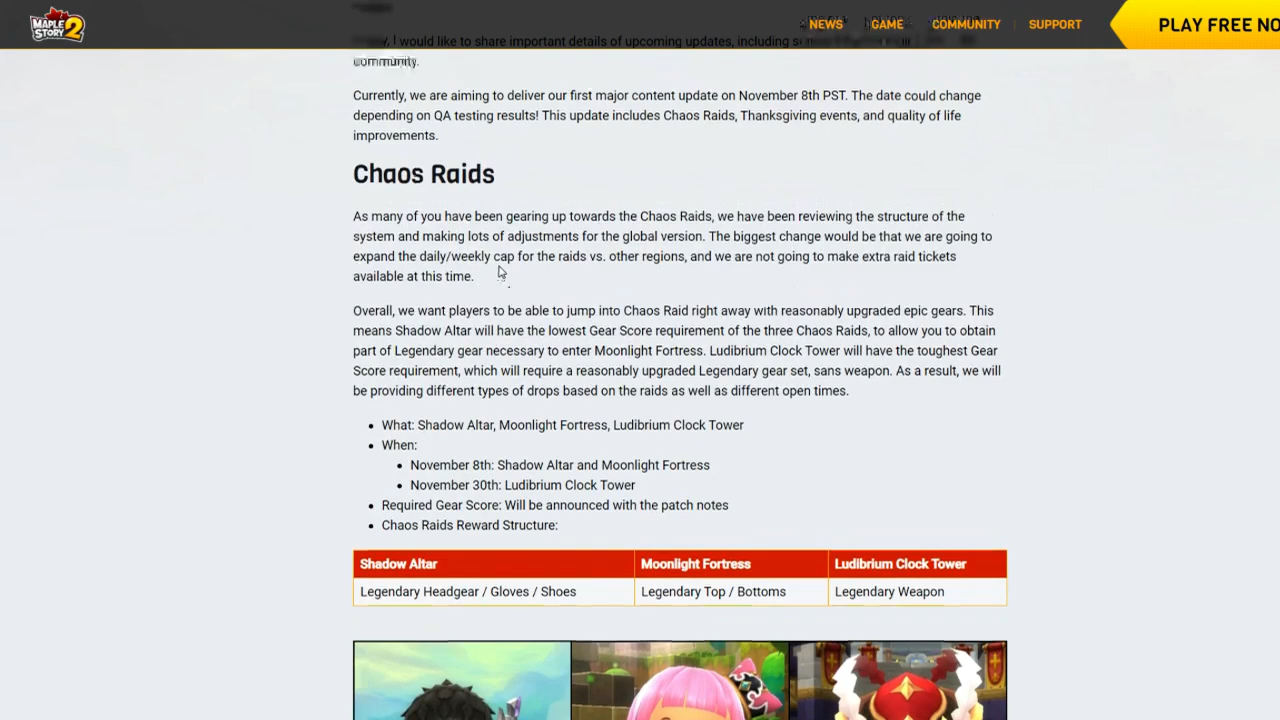 MAPLE STORY 2
NEWS GAME COMMUNITY SUPPORT PLAY FREE NO
I would like to share important details of upcoming updates, including
community.
Currently, we are aiming to deliver our first major content update on November 8th PST. The date could change
depending on QA testing results! This update includes Chaos Raids, Thanksgiving events, and quality of life
improvements.
Chaos Raids
As many of you have been gearing up towards the Chaos Raids, we have been reviewing the structure of the
system and making lots of adjustments for the global version. The biggest change would be that we are going to
expand the daily/weekly cap for the raids vs. other regions, and we are not going to make extra raid tickets
available at this time.
Overall, we want players to be able to jump into Chaos Raid right away with reasonably upgraded epic gears. This
means Shadow Altar will have the lowest Gear Score requirement of the three Chaos Raids, to allow you to obtain
part of Legendary gear necessary to enter Moonlight Fortress. Ludibrium Clock Tower will have the toughest Gear
Score requirement, which will require a reasonably upgraded Legendary gear set, sans weapon. As a result, we will
be providing different types of drops based on the raids as well as different open times.
• What: Shadow Altar, Moonlight Fortress, Ludibrium Clock Tower
• When:
• November 8th: Shadow Altar and Moonlight Fortress
• November 30th: Ludibrium Clock Tower
• Required Gear Score: Will be announced with the patch notes
• Chaos Raids Reward Structure:
Shadow Altar Moonlight Fortress Ludibrium Clock Tower
Legendary Headgear / Gloves / Shoes Legendary Top / Bottoms Legendary Weapon